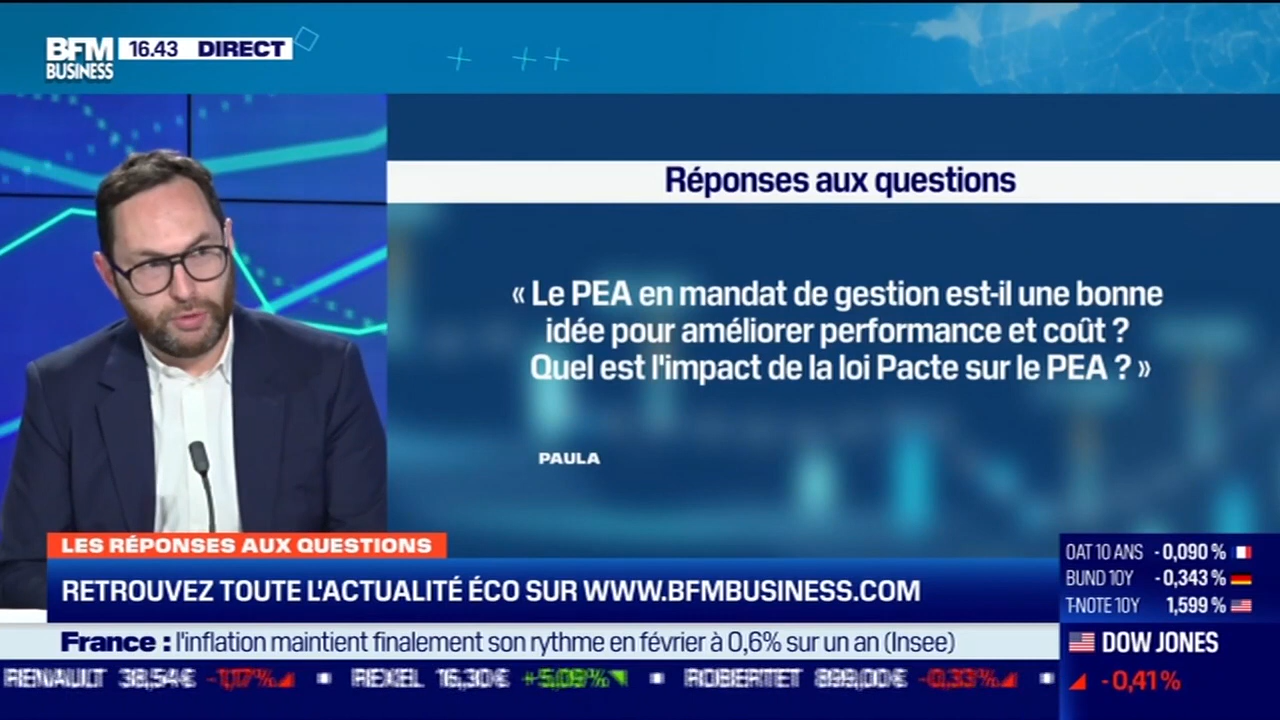 BFM
BUSINESS
16.43 DIRECT
Réponses aux questions
« Le PEA en mandat de gestion est-il une bonne
idée pour améliorer performance et coût ?
Quel est l'impact de la loi Pacte sur le PEA ? »
PAULA
LES RÉPONSES AUX QUESTIONS
RETROUVEZ TOUTE L'ACTUALITÉ ÉCO SUR WWW.BFMBUSINESS.COM
OAT 10 ANS -0,090 %
BUND 10Y -0,343 %
T-NOTE 10Y 1,599 %
France : l'inflation maintient finalement son rythme en février à 0,6% sur un an (Insee)
DOW JONES
-0,41 %
RENAULT 38,54€ -1,17% REXEL 16,30€ +5,09% ROBERTET 899,00€ -0,33%